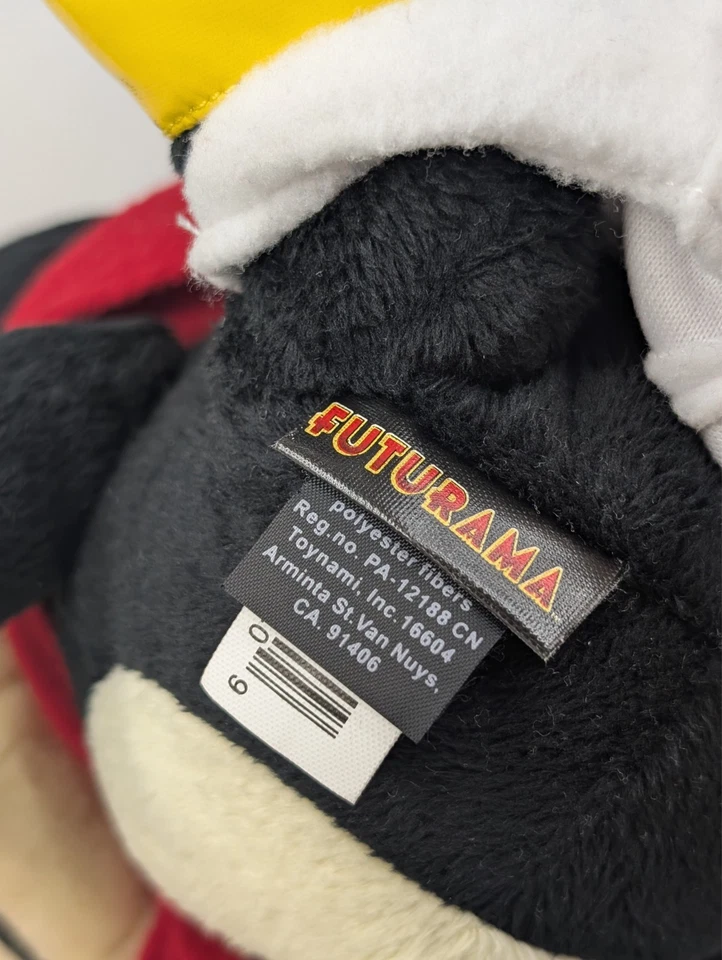 FUTURAMA
polyester fibers
Reg.no. PA-12188 CN
Toynami, Inc. 16604
Arminta St. Van Nuys,
CA. 91406
0
6